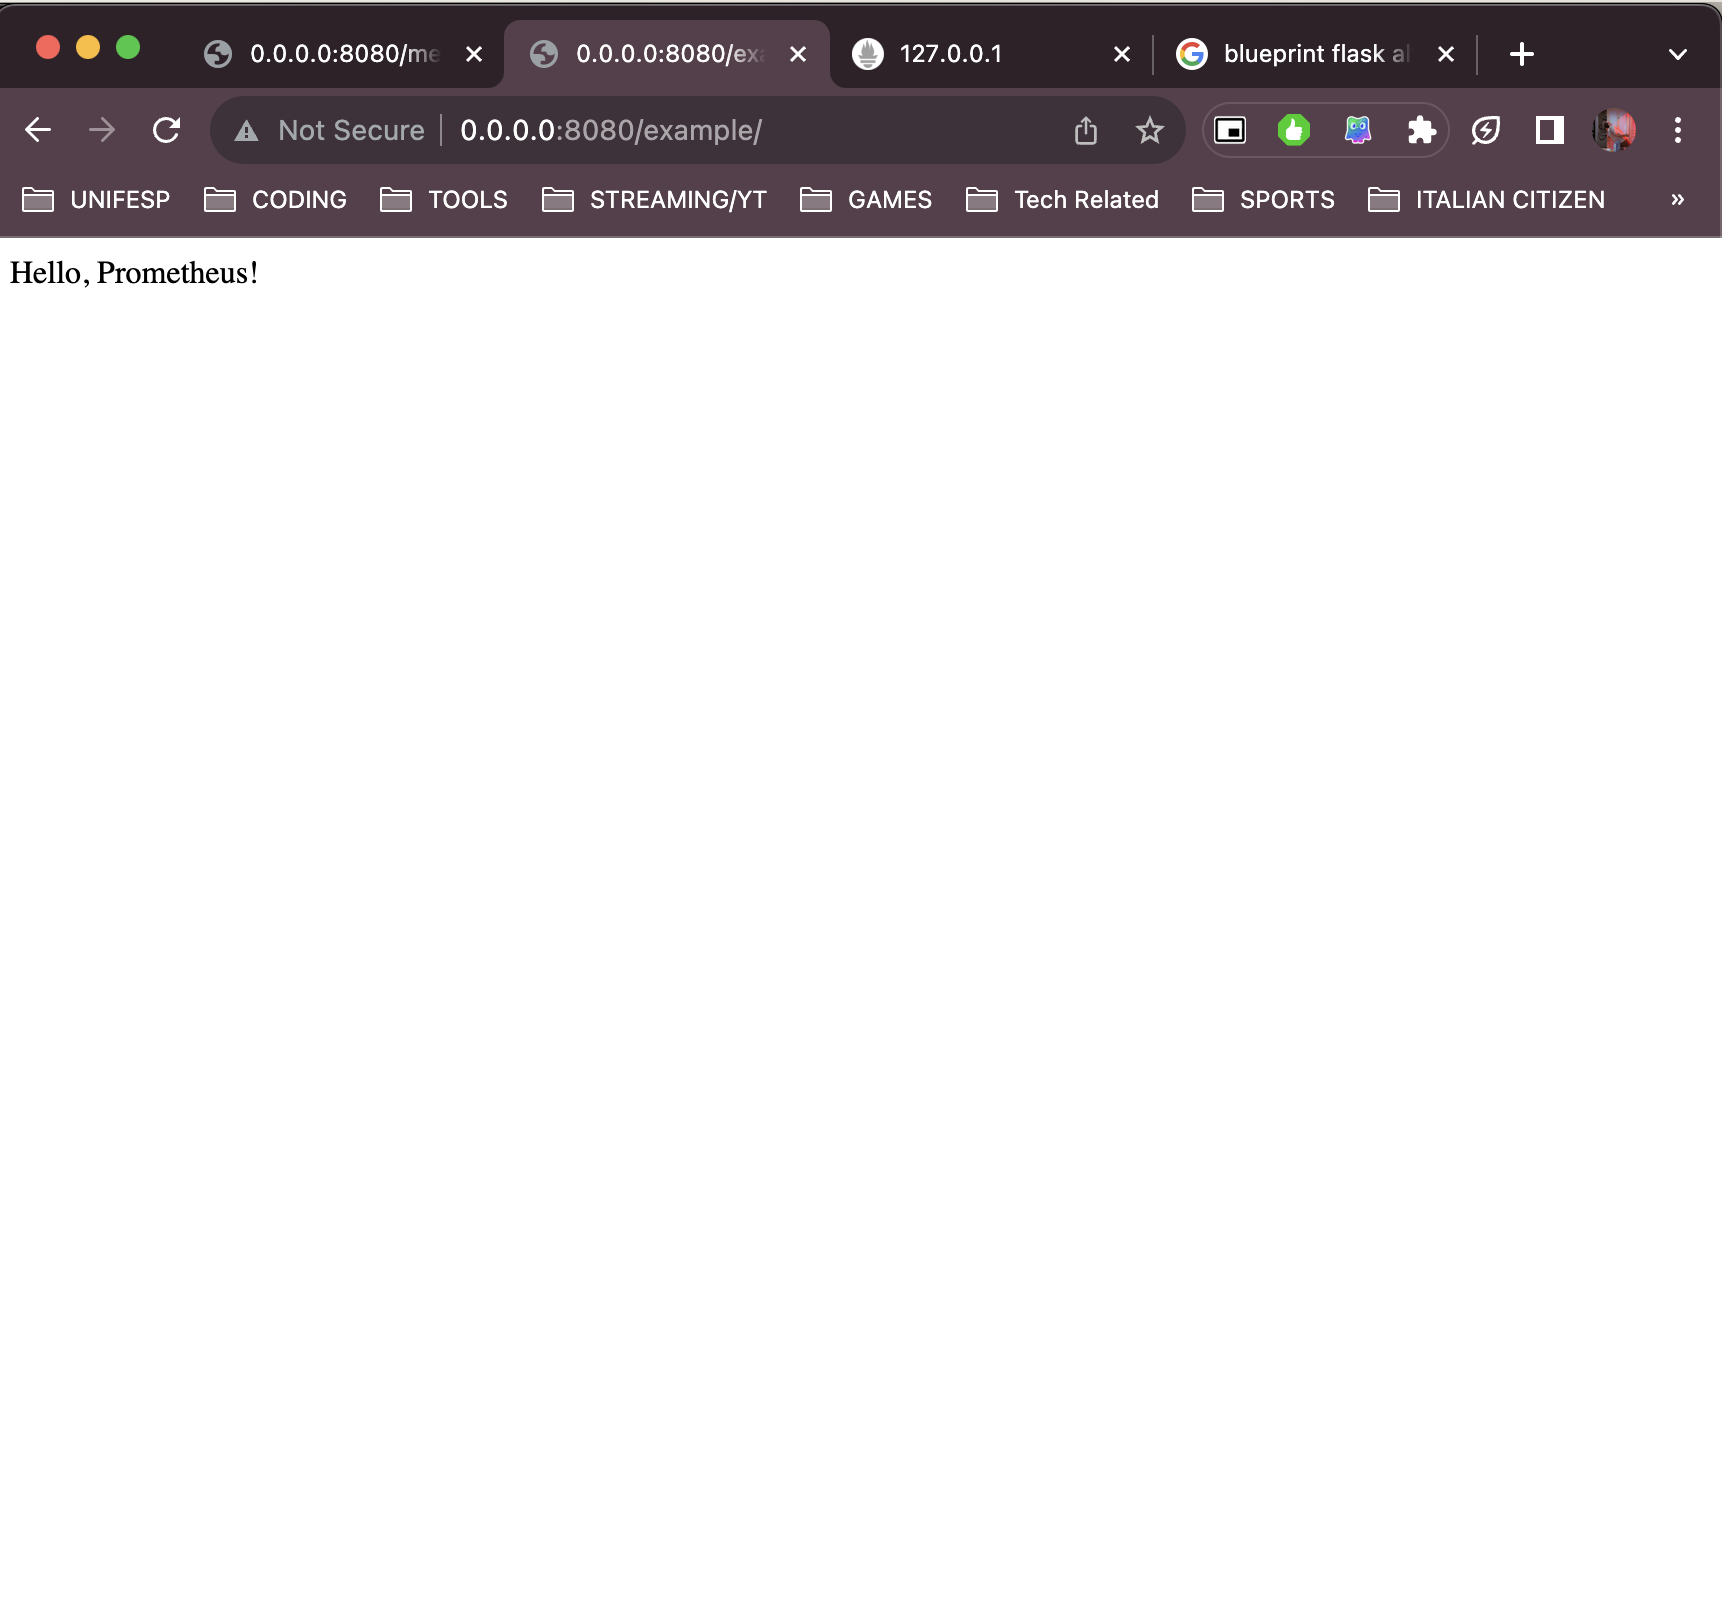 0.0.0.0:8080/me
0.0.0.0:8080/ex
127.0.0.1
blueprint flask
Not Secure
0.0.0.0:8080/example/
UNIFESP
CODING
TOOLS
STREAMING/YT
GAMES
Tech Related
SPORTS
ITALIAN CITIZEN
Hello, Prometheus!